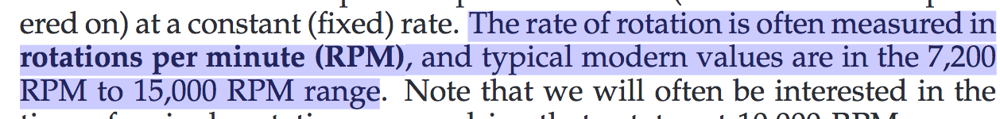 ered on) at a constant (fixed) rate. The rate of rotation is often measured in
rotations per minute (RPM), and typical modern values are in the 7,200
RPM to 15,000 RPM range. Note that we will often be interested in the